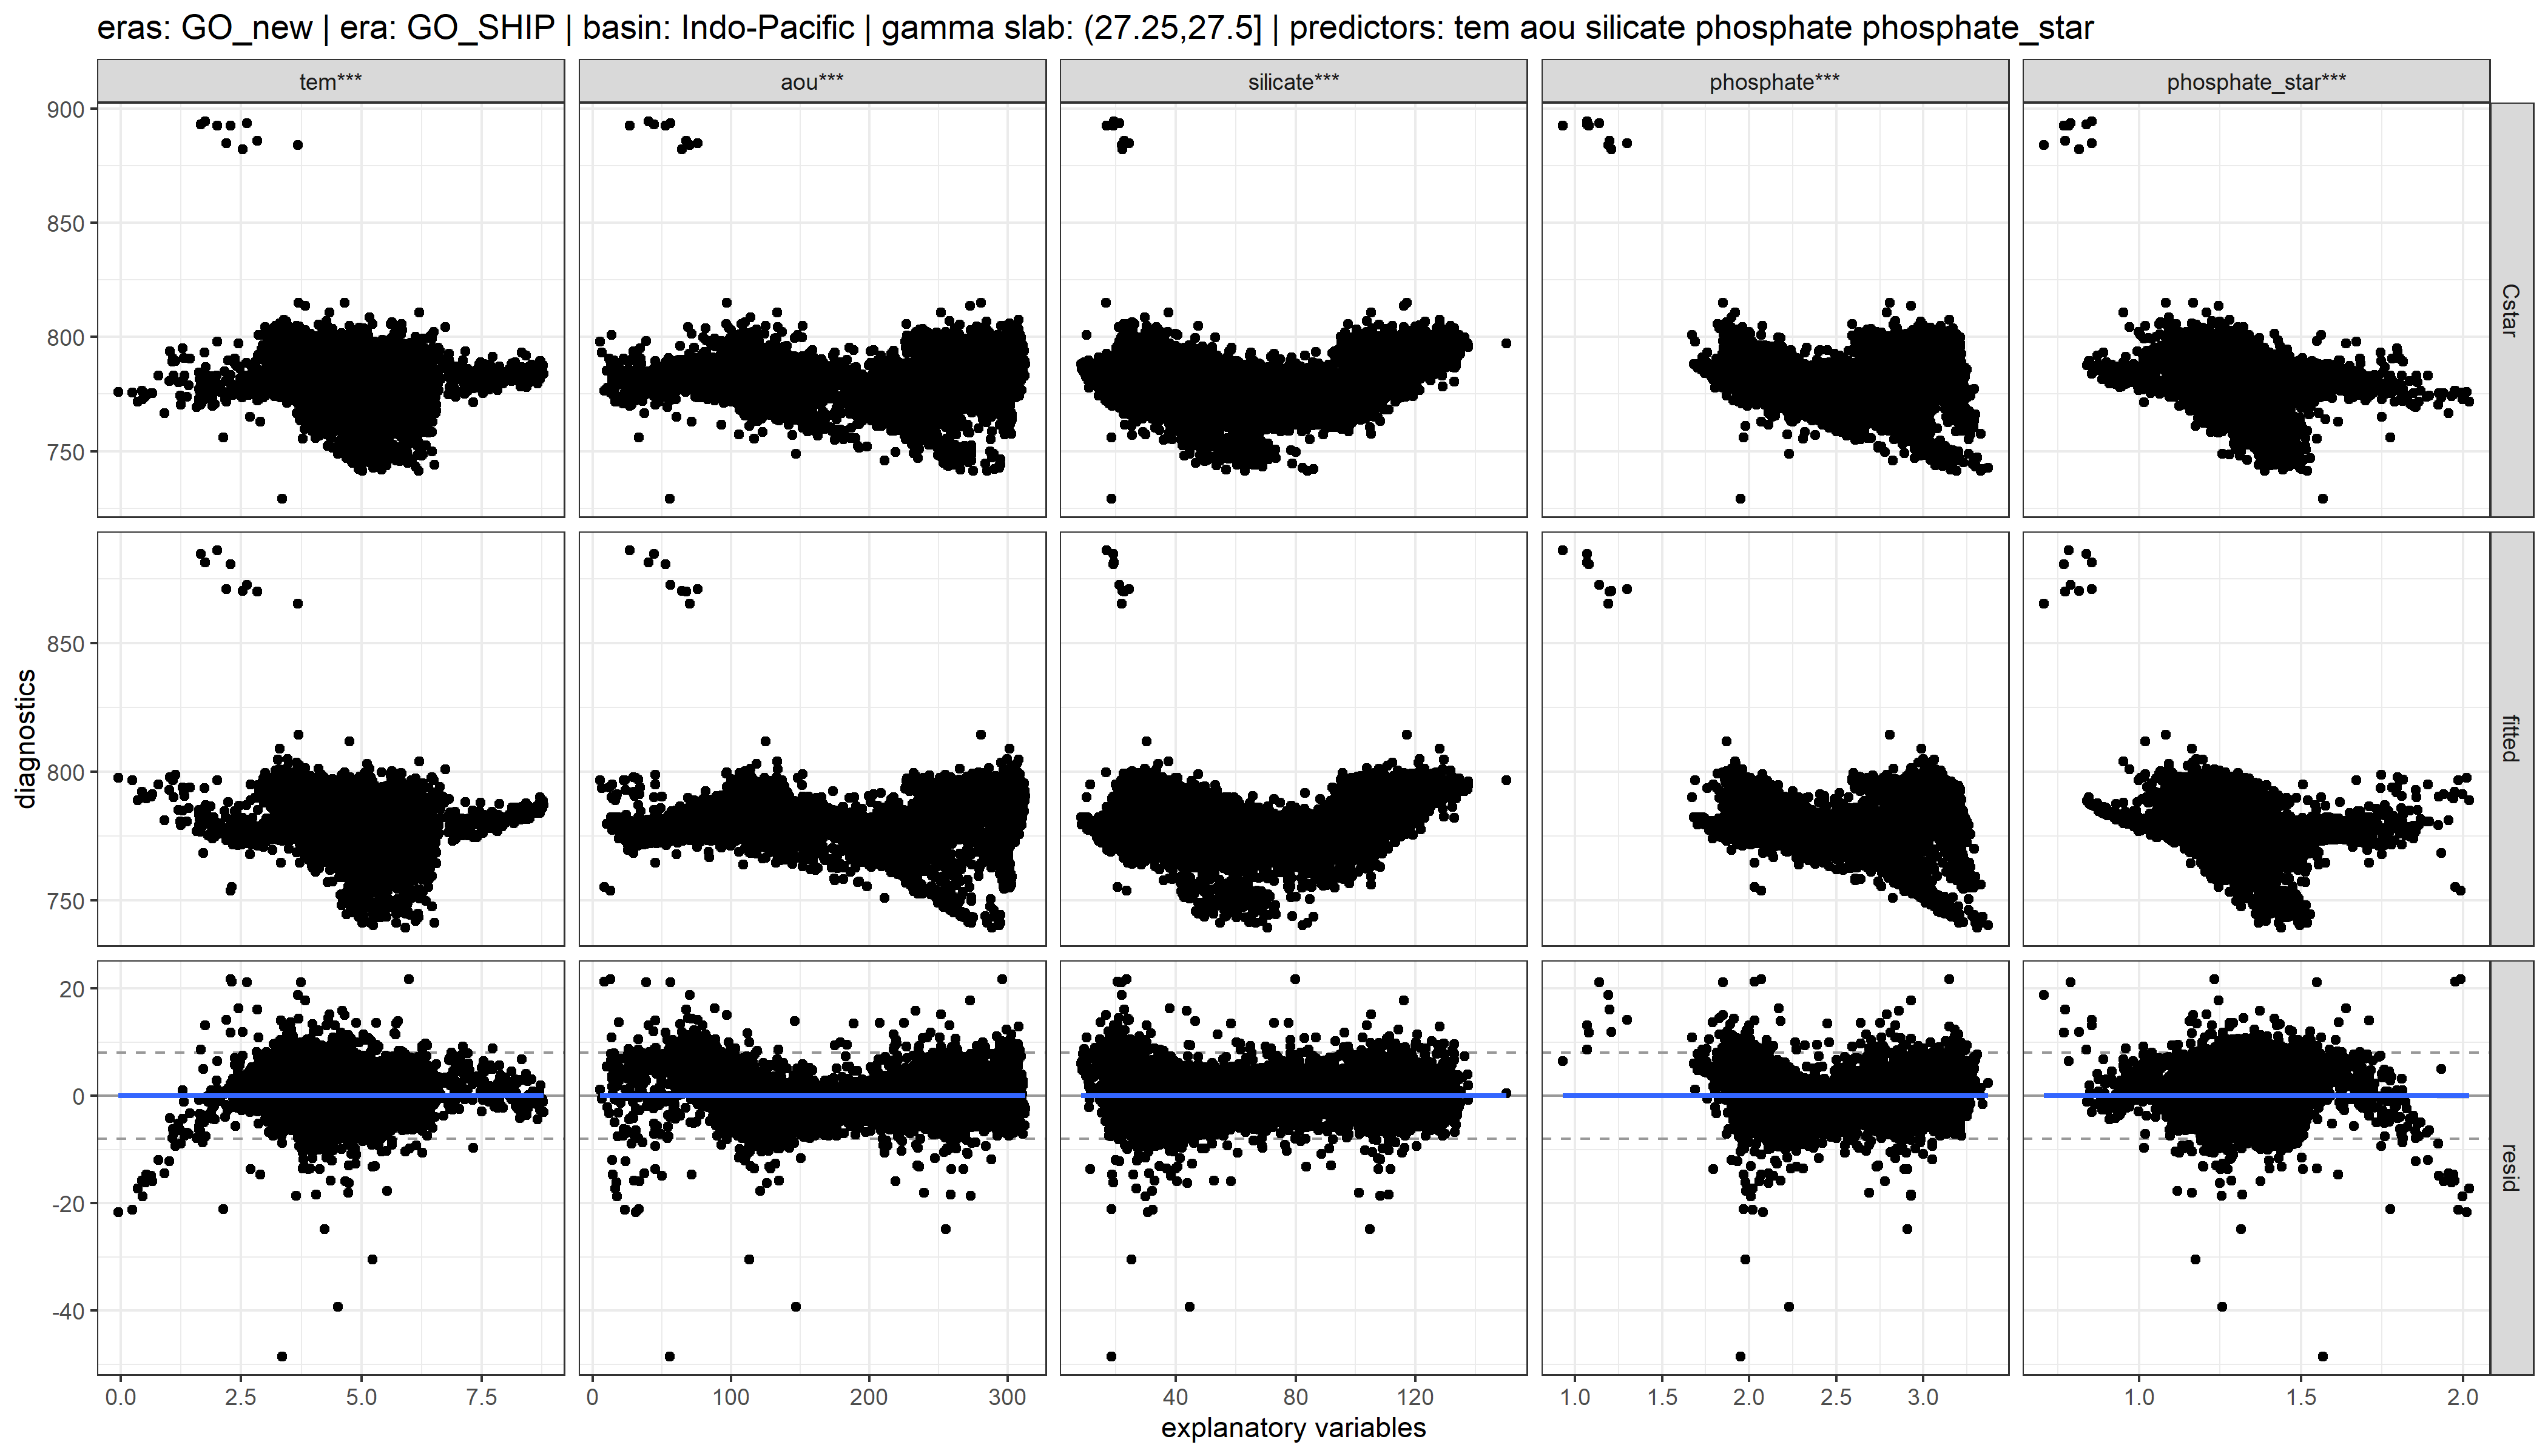 eras: GO_new | era: GO_SHIP | basin: Indo-Pacific | gamma slab: (27.25,27.5] | predictors: tem aou silicate phosphate phosphate_star
tem*** aou*** silicate*** phosphate*** phosphate_star***
900
850
800
750
Cstar
850
800
750
fitted
diagnostics
20
0
-20
-40
resid
0.0 2.5 5.0 7.5 0 100 200 300 40 80 120 1.0 1.5 2.0 2.5 3.0 1.0 1.5 2.0
explanatory variables